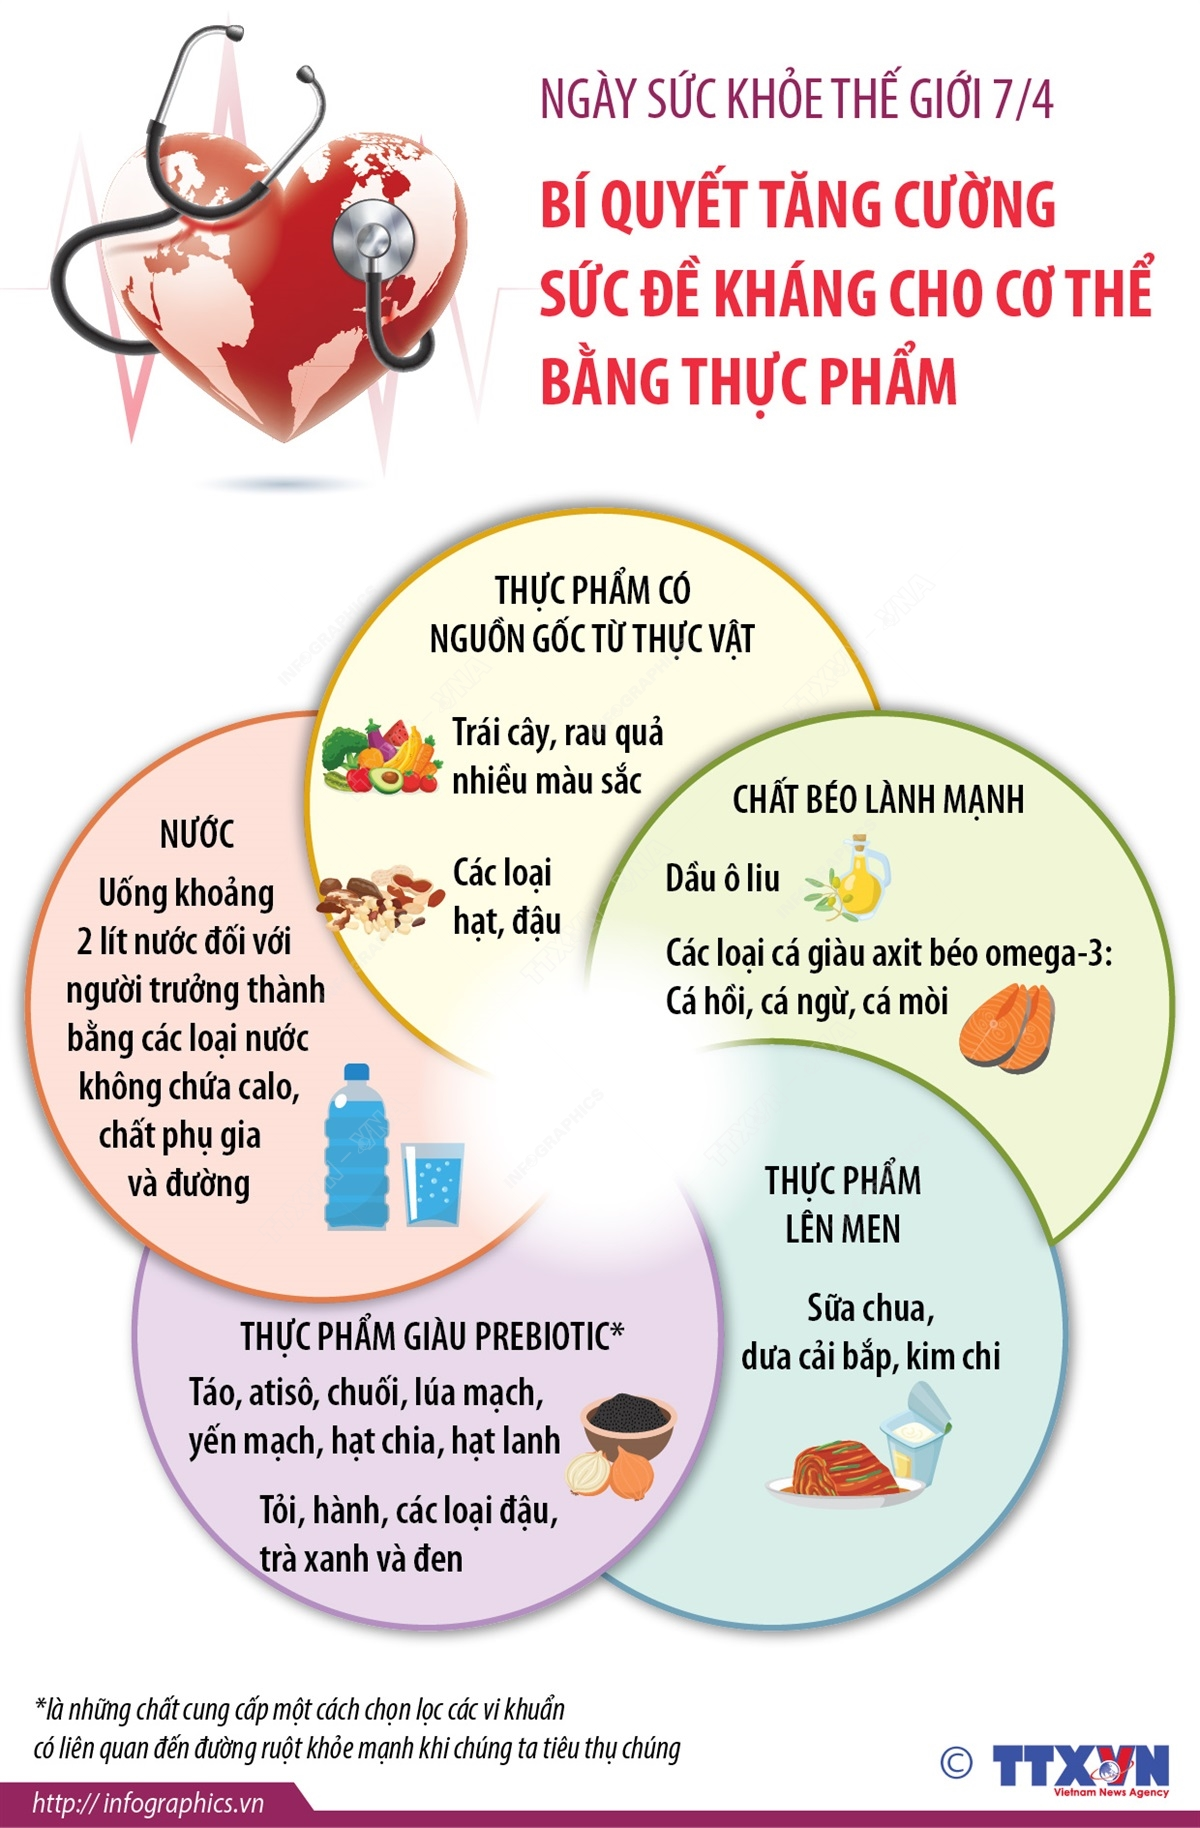 NGÀY SỨC KHỎE THẾ GIỚI 7/4
BÍ QUYẾT TĂNG CƯỜNG
SỨC ĐỀ KHÁNG CHO CƠ THỂ
BẰNG THỰC PHẨM
THỰC PHẨM CÓ
NGUỒN GỐC TỪ THỰC VẬT
Trái cây, rau quả
nhiều màu sắc
Các loại
hạt, đậu
CHẤT BÉO LÀNH MẠNH
Dầu ô liu
Các loại cá giàu axit béo omega-3:
Cá hồi, cá ngừ, cá mòi
THỰC PHẨM
LÊN MEN
Sữa chua,
dưa cải bắp, kim chi
THỰC PHẨM GIÀU PREBIOTIC*
Táo, atisô, chuối, lúa mạch,
yến mạch, hạt chia, hạt lanh
Tỏi, hành, các loại đậu,
trà xanh và đen
NƯỚC
Uống khoảng
2 lít nước đối với
người trưởng thành
bằng các loại nước
không chứa calo,
chất phụ gia
và đường
*là những chất cung cấp một cách chọn lọc các vi khuẩn
có liên quan đến đường ruột khỏe mạnh khi chúng ta tiêu thụ chúng
© TTXVN
Vietnam News Agency
http:// infographics.vn